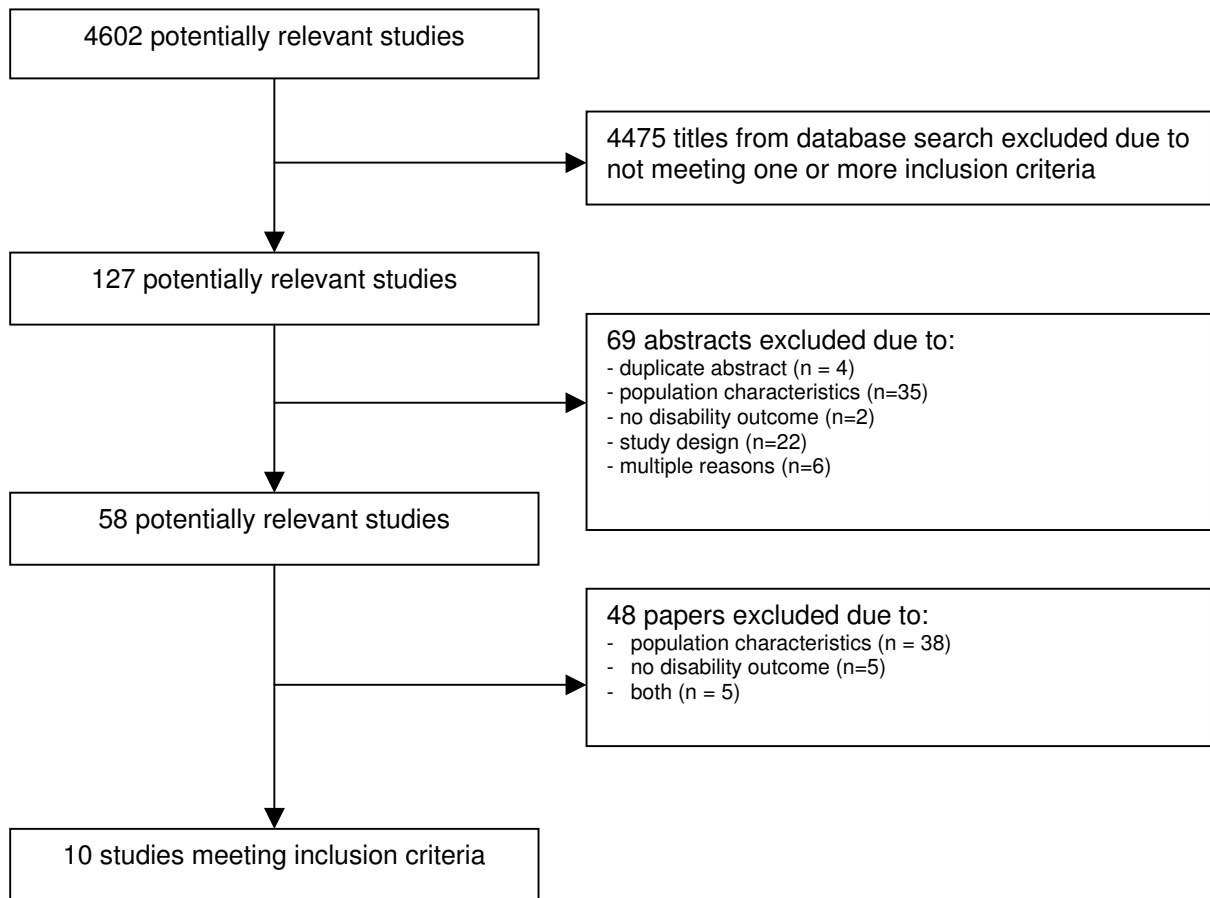 4602 potentially relevant studies
4475 titles from database search excluded due to
not meeting one or more inclusion criteria
127 potentially relevant studies
69 abstracts excluded due to:
- duplicate abstract (n = 4)
- population characteristics (n=35)
- no disability outcome (n=2)
- study design (n=22)
- multiple reasons (n=6)
58 potentially relevant studies
48 papers excluded due to:
- population characteristics (n = 38)
- no disability outcome (n=5)
- both (n = 5)
10 studies meeting inclusion criteria